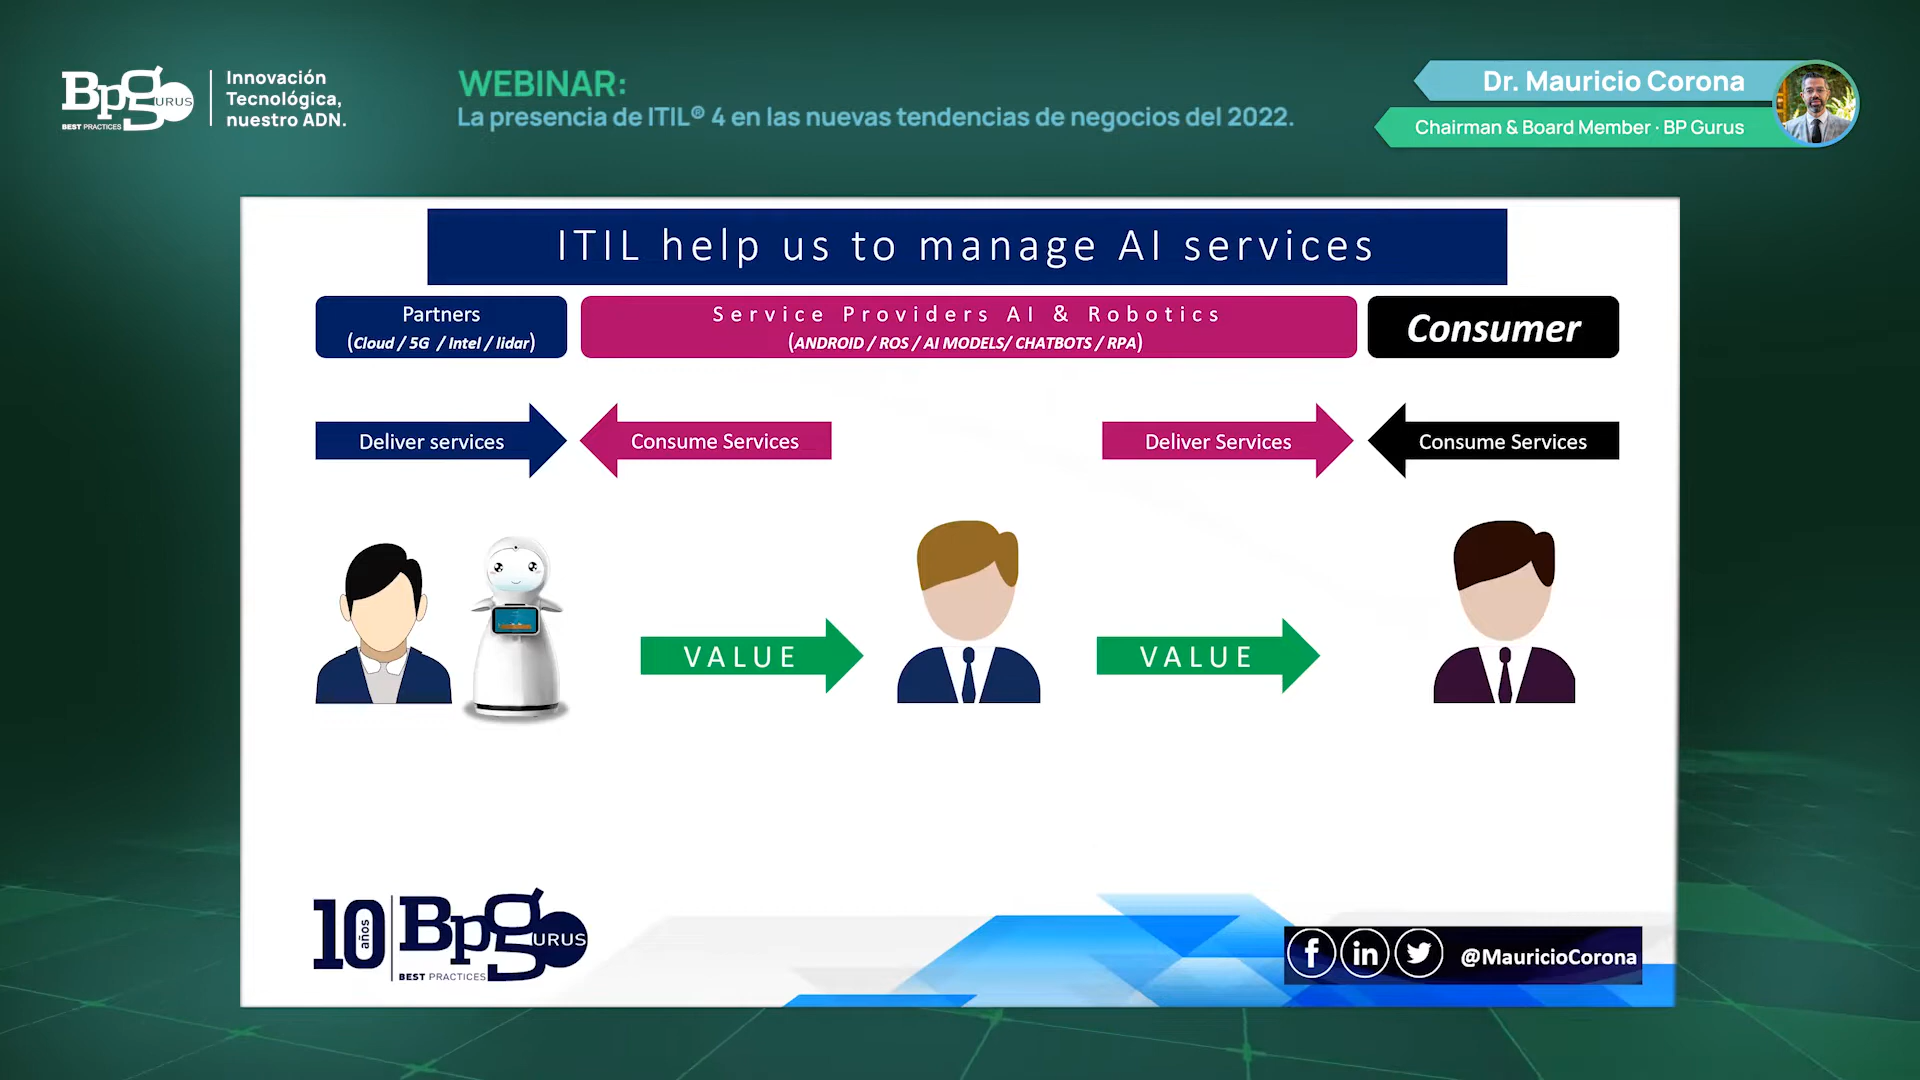 BpGurus
BEST PRACTICES
Innovación
Tecnológica,
nuestro ADN.
WEBINAR:
La presencia de ITIL® 4 en las nuevas tendencias de negocios del 2022.
Dr. Mauricio Corona
Chairman & Board Member · BP Gurus
ITIL help us to manage AI services
Partners
(Cloud / 5G / Intel / lidar)
Service Providers AI & Robotics
(ANDROID / ROS / AI MODELS/ CHATBOTS / RPA)
Consumer
Deliver services
Consume Services
Deliver Services
Consume Services
VALUE
VALUE
10 años
BpGurus
BEST PRACTICES
@MauricioCorona